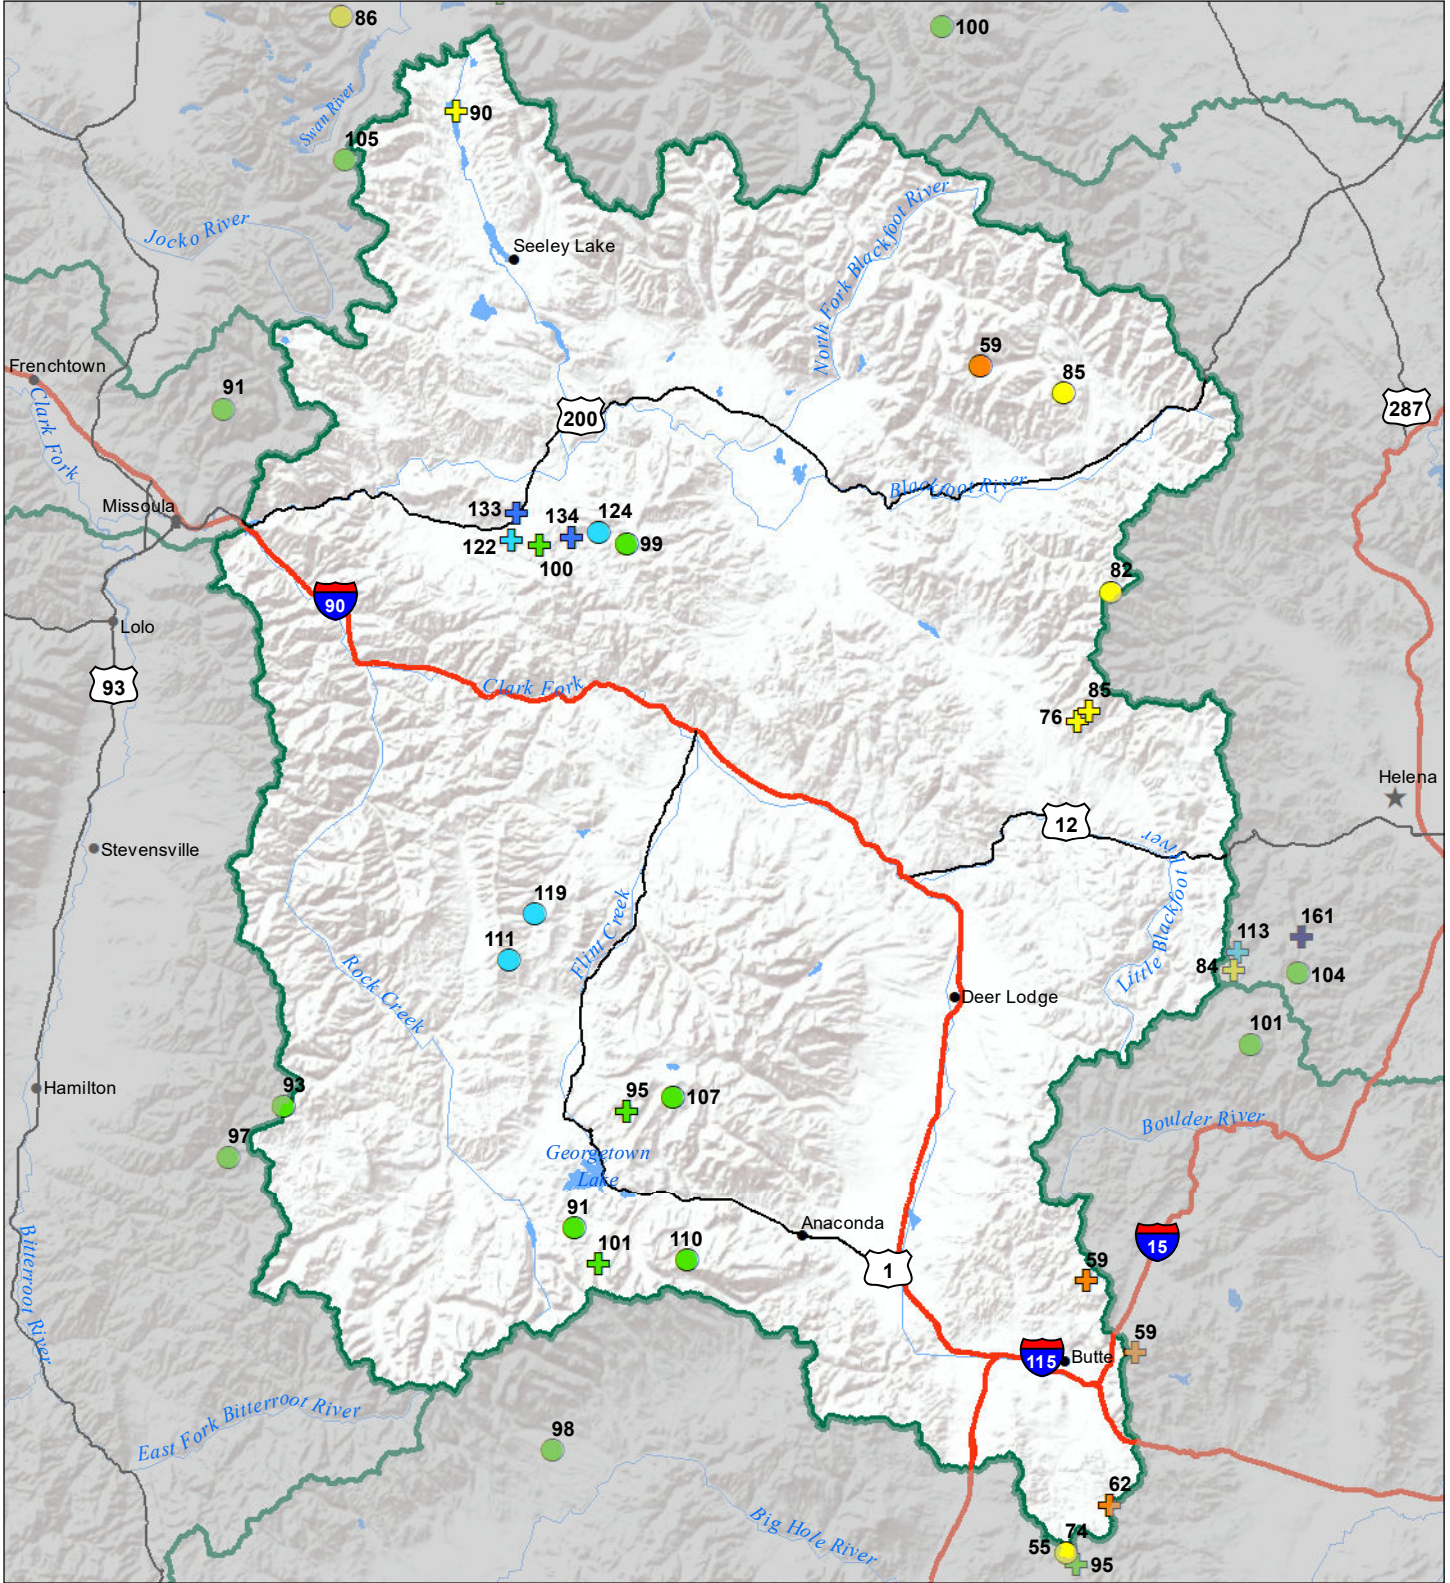 86
100
90
Swan River
105
Jocko River
North Fork Blackfoot River
Seeley Lake
59
Frenchtown
85
91
Clark Fork
200
287
Blackfoot River
Missoula
133
134
124
122
99
100
82
90
Lolo
93
Clark Fork
85
76
Helena
12
Stevensville
Little Blackfoot River
119
Flint Creek
111
113
161
84
104
Rock Creek
Deer Lodge
101
Hamilton
93
95
107
Boulder River
97
Georgetown
Lake
91
Anaconda
101
110
1
15
59
Bitterroot River
59
115
Butte
East Fork Bitterroot River
98
62
Big Hole River
74
55
95